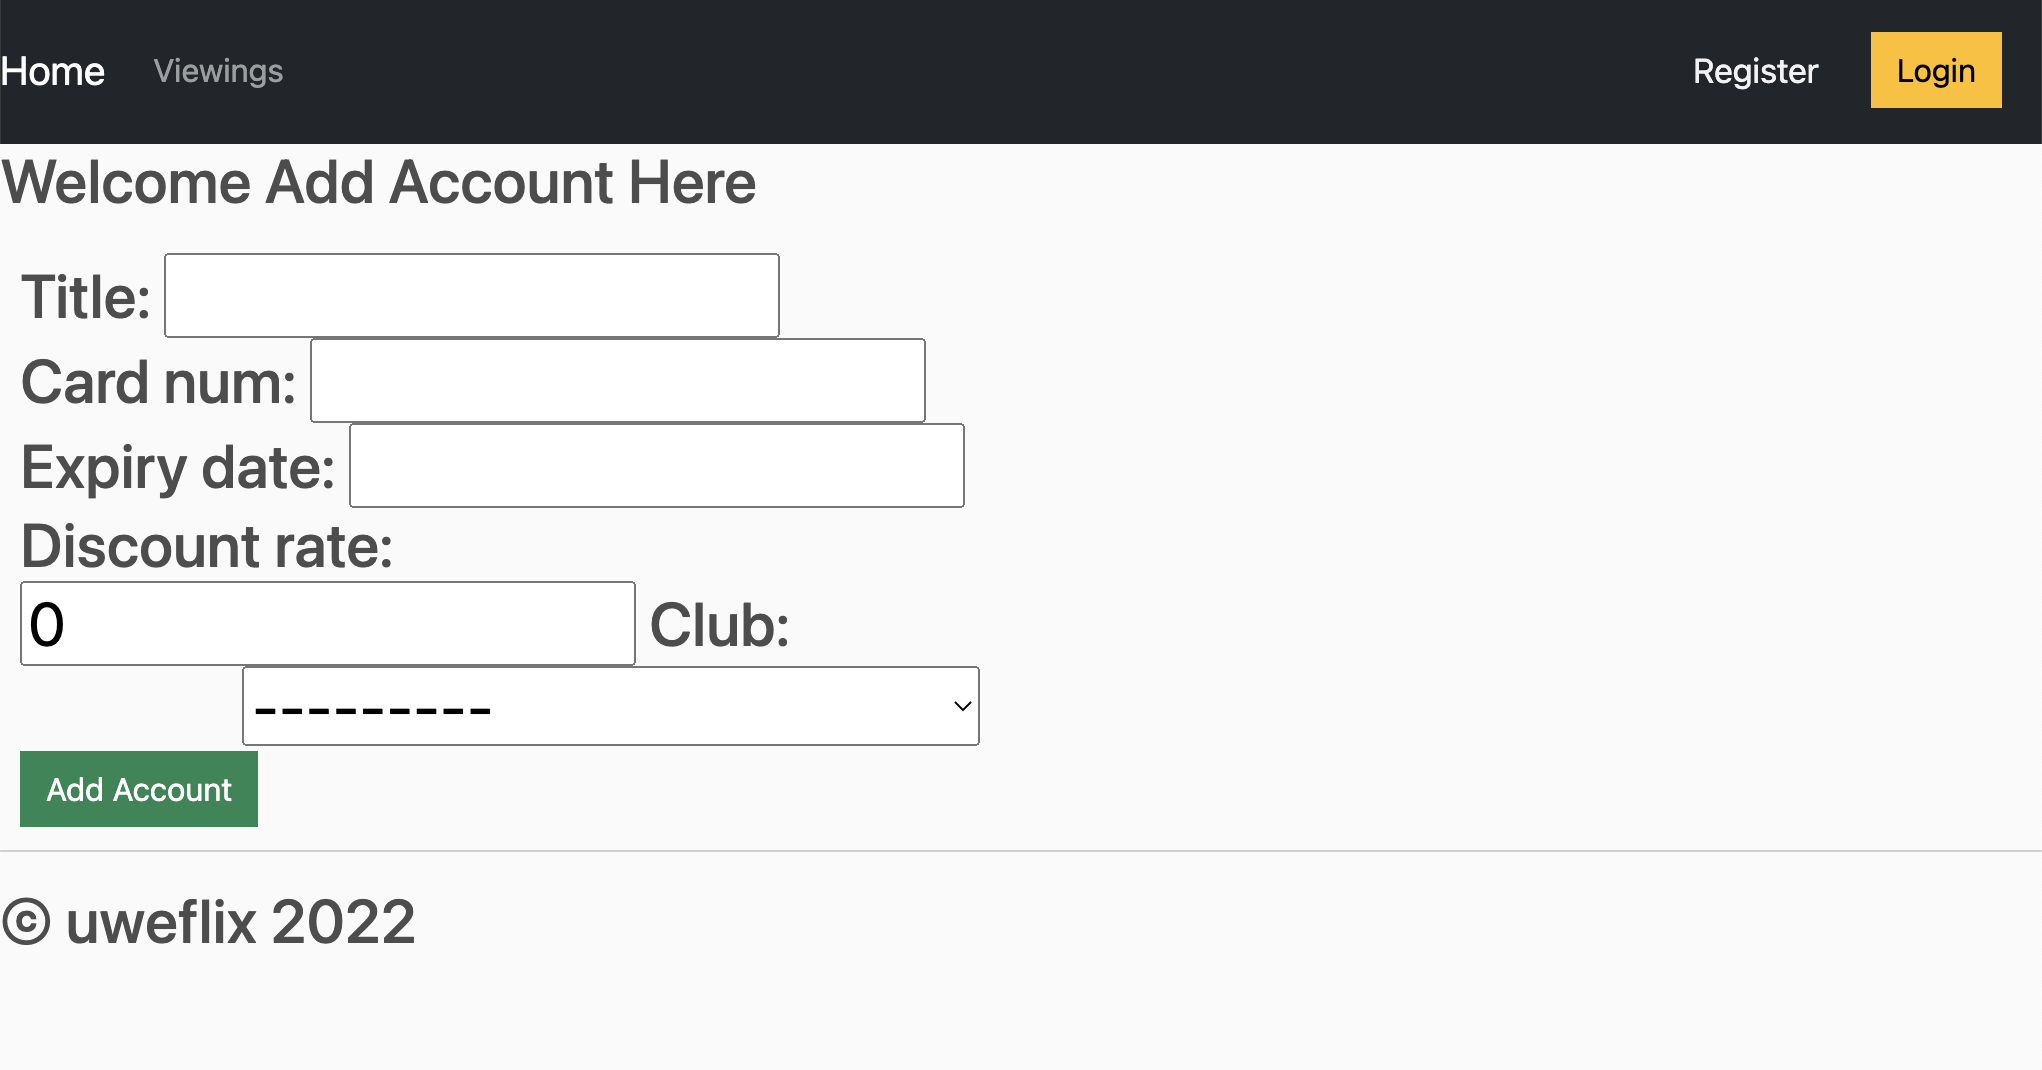 Home Viewings Register Login
Welcome Add Account Here
Title:
Card num:
Expiry date:
Discount rate:
0 Club:
---------
Add Account
© uweflix 2022